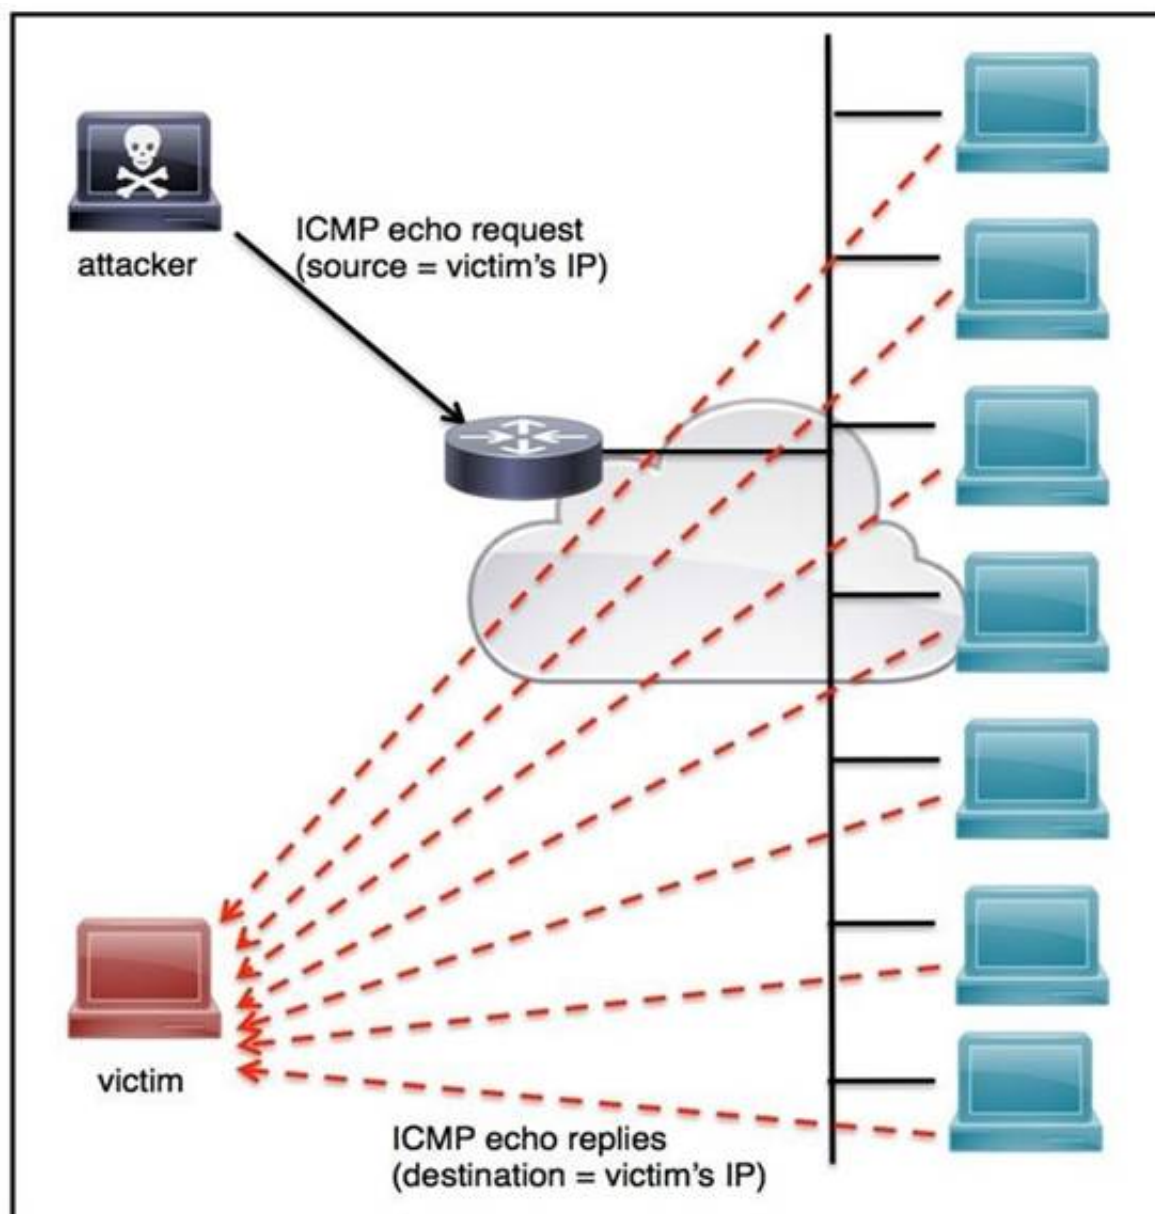 attacker
ICMP echo request
(source = victim's IP)
victim
ICMP echo replies
(destination = victim's IP)